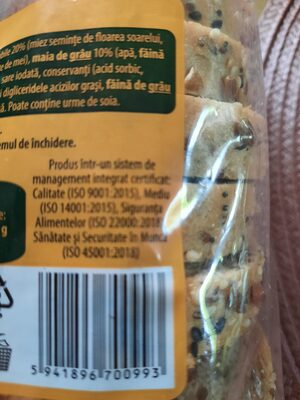 bile 20% (miez semințe de floarea soarelui,
e de mei), maia de grâu 10% (apă, făină
sare iodată, conservanți (acid sorbic,
i digliceridele acizilor grași, făină de grâu
ă. Poate conține urme de soia.
emul de închidere.
Produs într-un sistem de
management integrat certificat:
Calitate (ISO 9001:2015), Mediu
(ISO 14001:2015), Siguranța
Alimentelor (ISO 22000:2018
Sănătate și Securitate în Muncă
(ISO 45001:2018)
e:
g
5 941896 700993